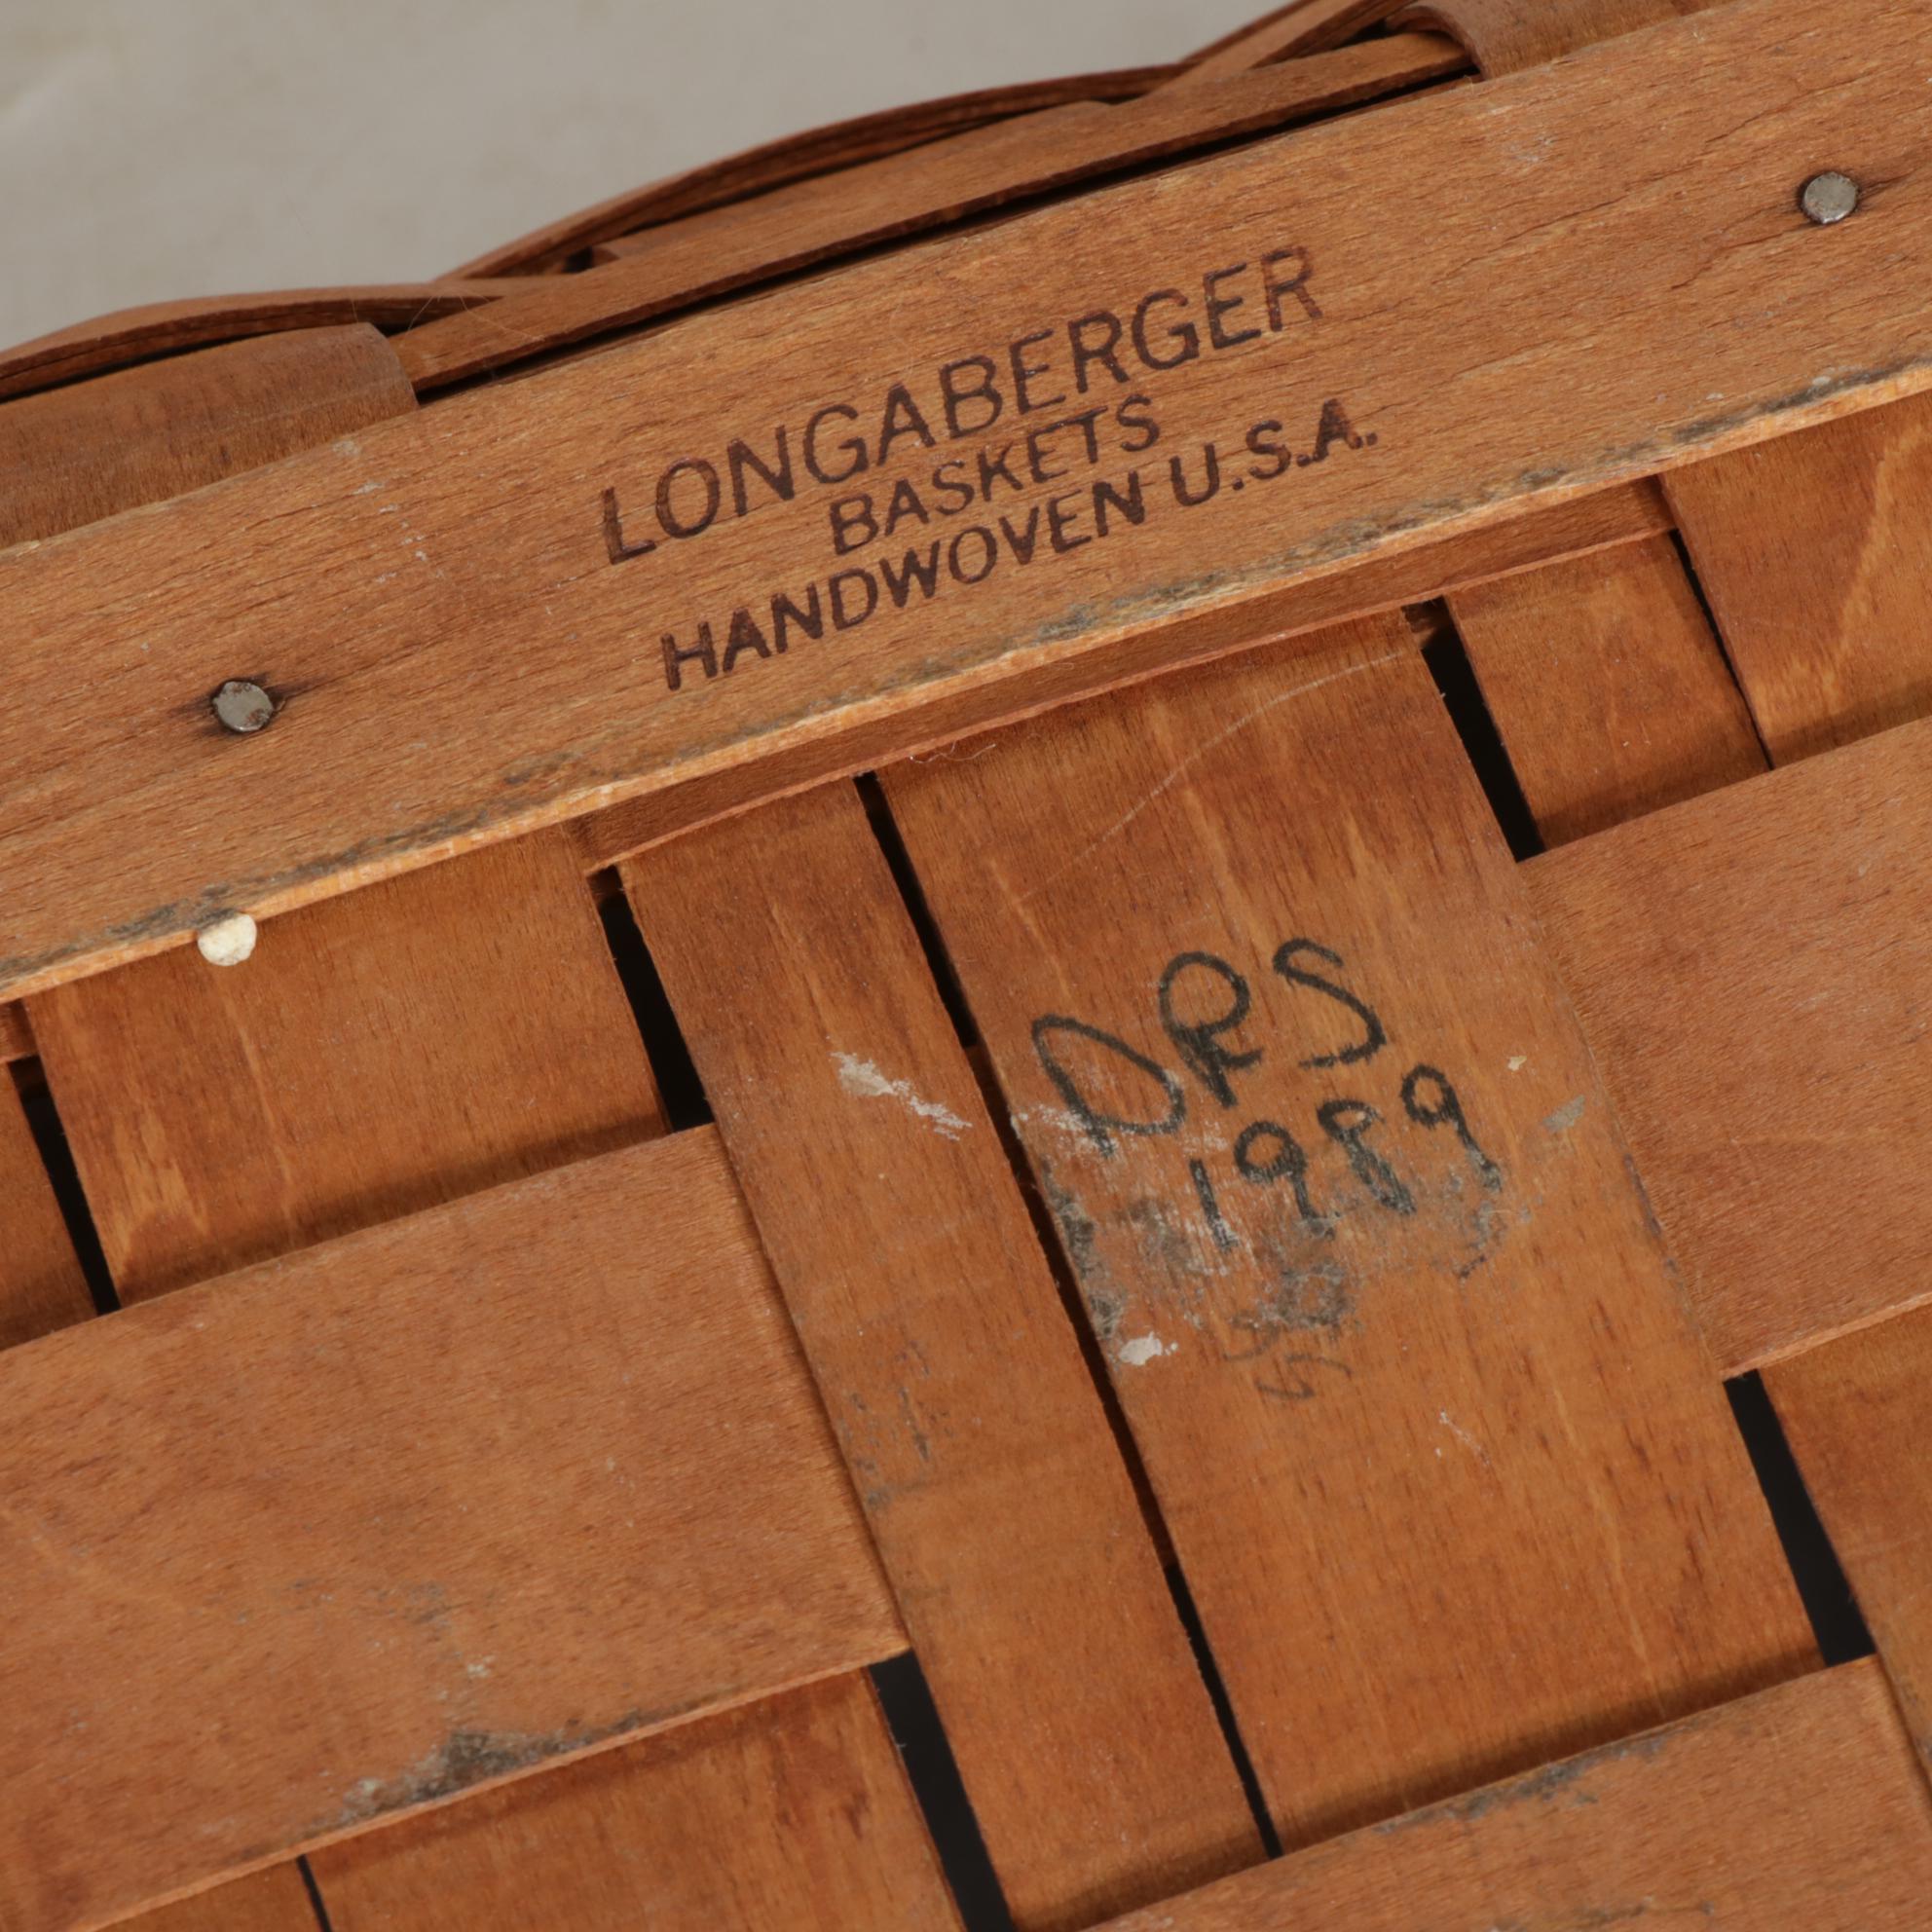 LONGABERGER
BASKETS
HANDWOVEN U.S.A.
DRS
1989